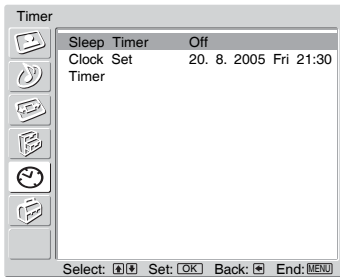 Timer
Sleep Timer Off
Clock Set 20. 8. 2005 Fri 21:30
Timer
Select: Set: OK Back: End: MENU